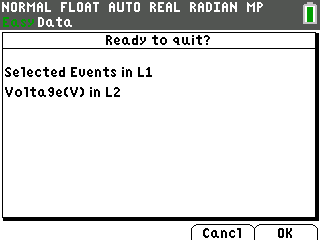 NORMAL FLOAT AUTO REAL RADIAN MP
EasyData
Ready to quit?
Selected Events in L1
Voltage(V) in L2
Cancl
OK